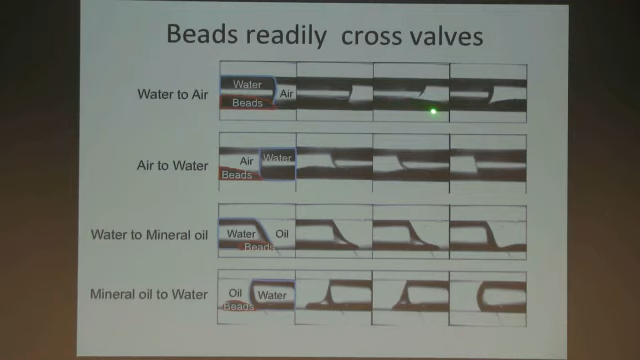 Beads readily cross valves
Water to Air
Water
Air
Beads
Air to Water
Air
Water
Beads
Water to Mineral oil
Water
Oil
Beads
Mineral oil to Water
Oil
Water
Beads